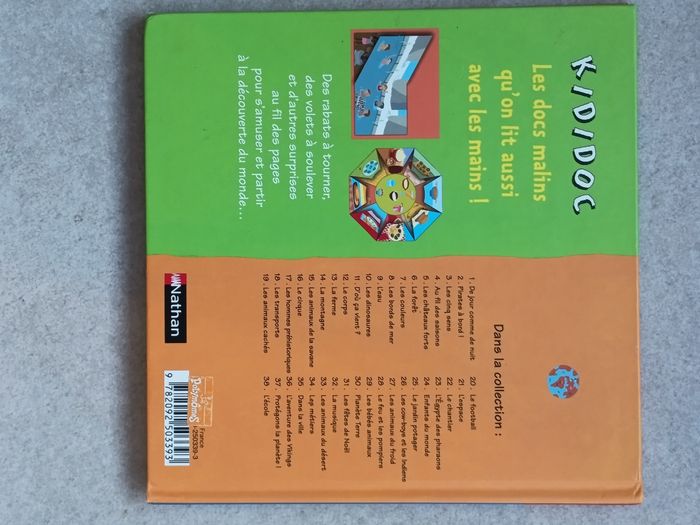 KIDIDOC
Les docs malins
qu'on lit aussi
avec les mains !
Des rabats à tourner,
des volets à soulever
et d'autres surprises
au fil des pages
pour s'amuser et partir
à la découverte du monde...
Dans la collection :
1 . De jour comme de nuit
2 . Pirates à bord !
3 . Les cinq sens
4 . Au fil des saisons
5 . Les châteaux forts
6 . La forêt
7 . Les couleurs
8 . Les bords de mer
9 . L'eau
10 . Les dinosaures
11 . D'où ça vient ?
12 . Le corps
13 . La ferme
14 . La montagne
15 . Les animaux de la savane
16 . Le cirque
17 . Les hommes préhistoriques
18 . Les transports
19 . Les animaux cachés
20 . Le football
21 . L'espace
22 . Le chantier
23 . L'Égypte des pharaons
24 . Enfants du monde
25 . Le jardin potager
26 . Les cow-boys et les Indiens
27 . Les animaux du froid
28 . Le feu et les pompiers
29 . Les bébés animaux
30 . Planète Terre
31 . Les fêtes de Noël
32 . La musique
33 . Les animaux du désert
34 . Les métiers
35 . Dans la ville
36 . L'aventure des Vikings
37 . Protégeons la planète !
38 . L'école
Nathan
France
250339-3
9 782092 503393